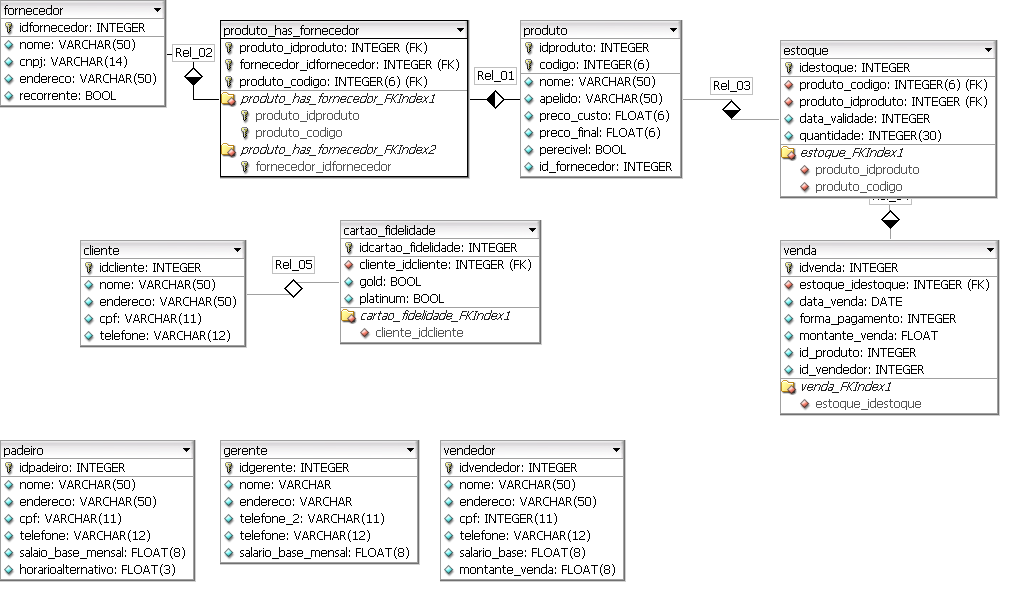 fornecedor
idfornecedor: INTEGER
nome: VARCHAR(50)
cnpj: VARCHAR(14)
endereco: VARCHAR(50)
recorrente: BOOL
Rel_02
produto_has_fornecedor
produto_idproduto: INTEGER (FK)
fornecedor_idfornecedor: INTEGER (FK)
produto_codigo: INTEGER(6) (FK)
produto_has_fornecedor_FKIndex1
produto_idproduto
produto_codigo
produto_has_fornecedor_FKIndex2
fornecedor_idfornecedor
Rel_01
produto
idproduto: INTEGER
codigo: INTEGER(6)
nome: VARCHAR(50)
apelido: VARCHAR(50)
preco_custo: FLOAT(6)
preco_final: FLOAT(6)
perecivel: BOOL
id_fornecedor: INTEGER
Rel_03
estoque
idestoque: INTEGER
produto_codigo: INTEGER(6) (FK)
produto_idproduto: INTEGER (FK)
data_validade: INTEGER
quantidade: INTEGER(30)
estoque_FKIndex1
produto_idproduto
produto_codigo
cliente
idcliente: INTEGER
nome: VARCHAR(50)
endereco: VARCHAR(50)
cpf: VARCHAR(11)
telefone: VARCHAR(12)
Rel_05
cartao_fidelidade
idcartao_fidelidade: INTEGER
cliente_idcliente: INTEGER (FK)
gold: BOOL
platinum: BOOL
cartao_fidelidade_FKIndex1
cliente_idcliente
venda
idvenda: INTEGER
estoque_idestoque: INTEGER (FK)
data_venda: DATE
forma_pagamento: INTEGER
montante_venda: FLOAT
id_produto: INTEGER
id_vendedor: INTEGER
venda_FKIndex1
estoque_idestoque
padeiro
idpadeiro: INTEGER
nome: VARCHAR(50)
endereco: VARCHAR(50)
cpf: VARCHAR(11)
telefone: VARCHAR(12)
salaio_base_mensal: FLOAT(8)
horarioalternativo: FLOAT(3)
gerente
idgerente: INTEGER
nome: VARCHAR
endereco: VARCHAR
telefone_2: VARCHAR(11)
telefone: VARCHAR(12)
salario_base_mensal: FLOAT(8)
vendedor
idvendedor: INTEGER
nome: VARCHAR(50)
endereco: VARCHAR(50)
cpf: INTEGER(11)
telefone: VARCHAR(12)
salario_base: FLOAT(8)
montante_venda: FLOAT(8)